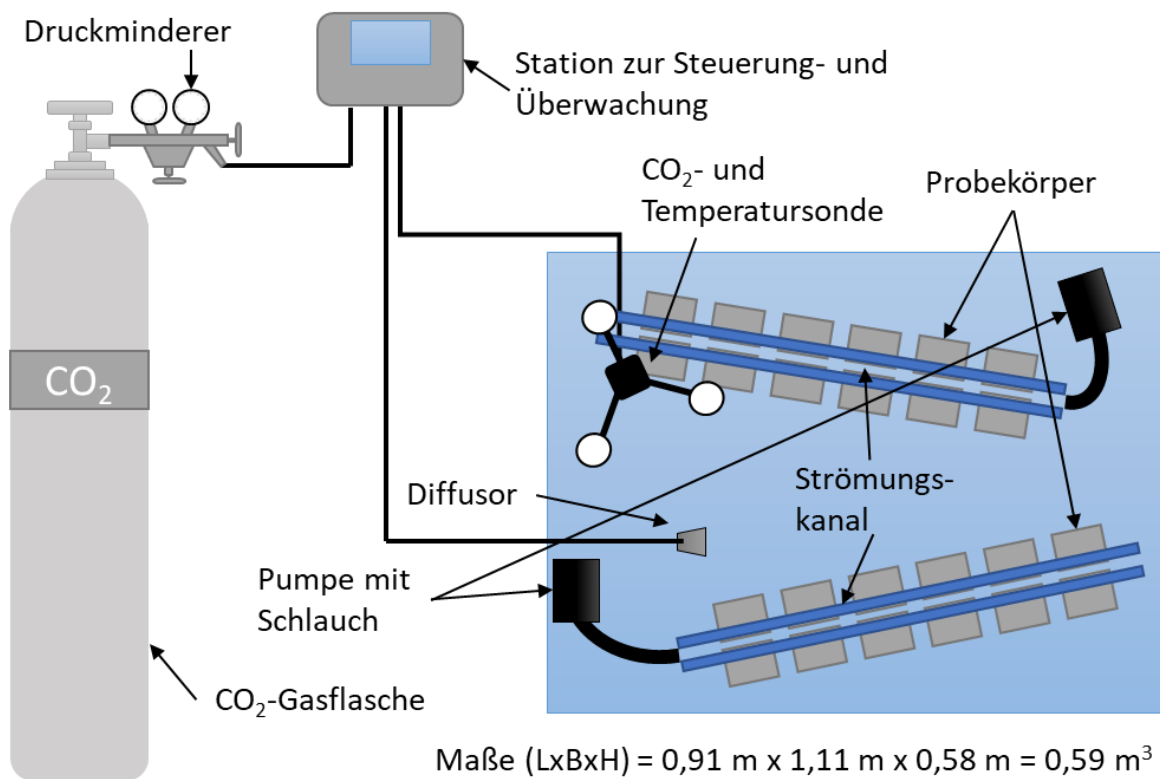 Druckminderer
Station zur Steuerung- und
Überwachung
CO₂- und
Temperatursonde
Probekörper
CO₂
Diffusor
Strömungs-
kanal
Pumpe mit
Schlauch
CO₂-Gasflasche
Maße (LxBxH) = 0,91 m x 1,11 m x 0,58 m = 0,59 m³